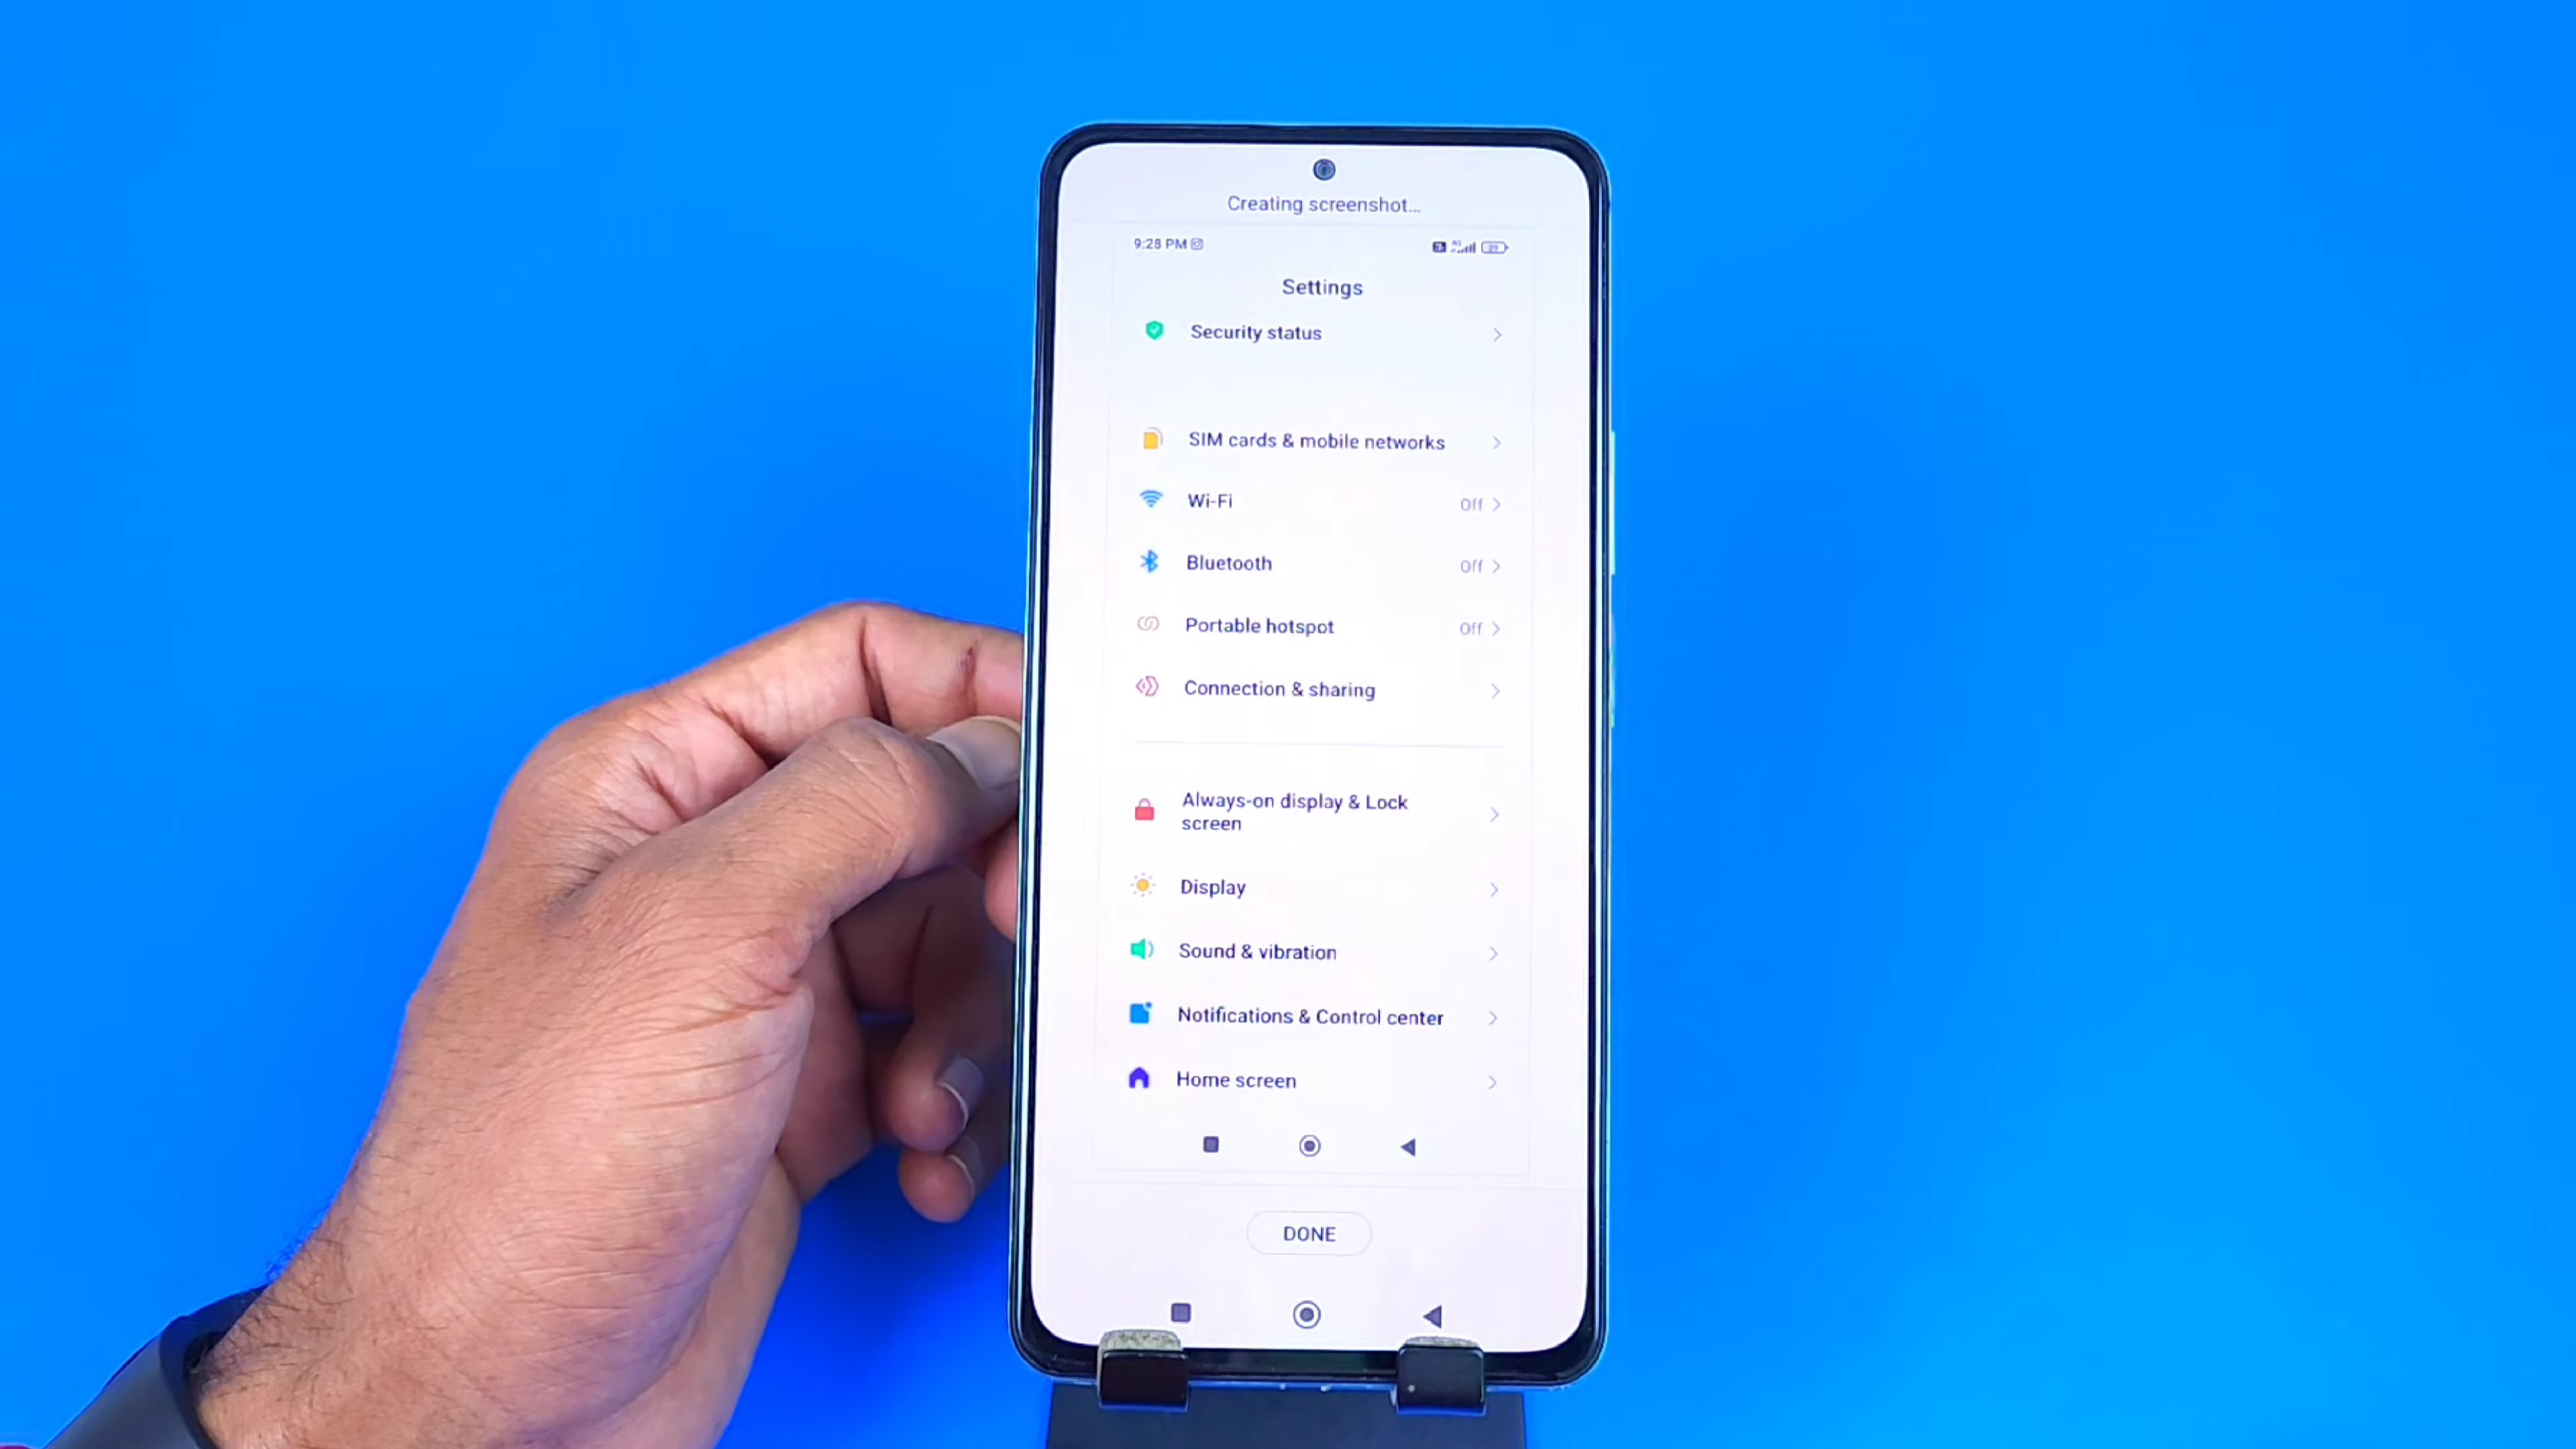 Creating screenshot...
9:28 PM
Settings
Security status
SIM cards & mobile networks
Wi-Fi Off
Bluetooth Off
Portable hotspot Off
Connection & sharing
Always-on display & Lock
screen
Display
Sound & vibration
Notifications & Control center
Home screen
DONE